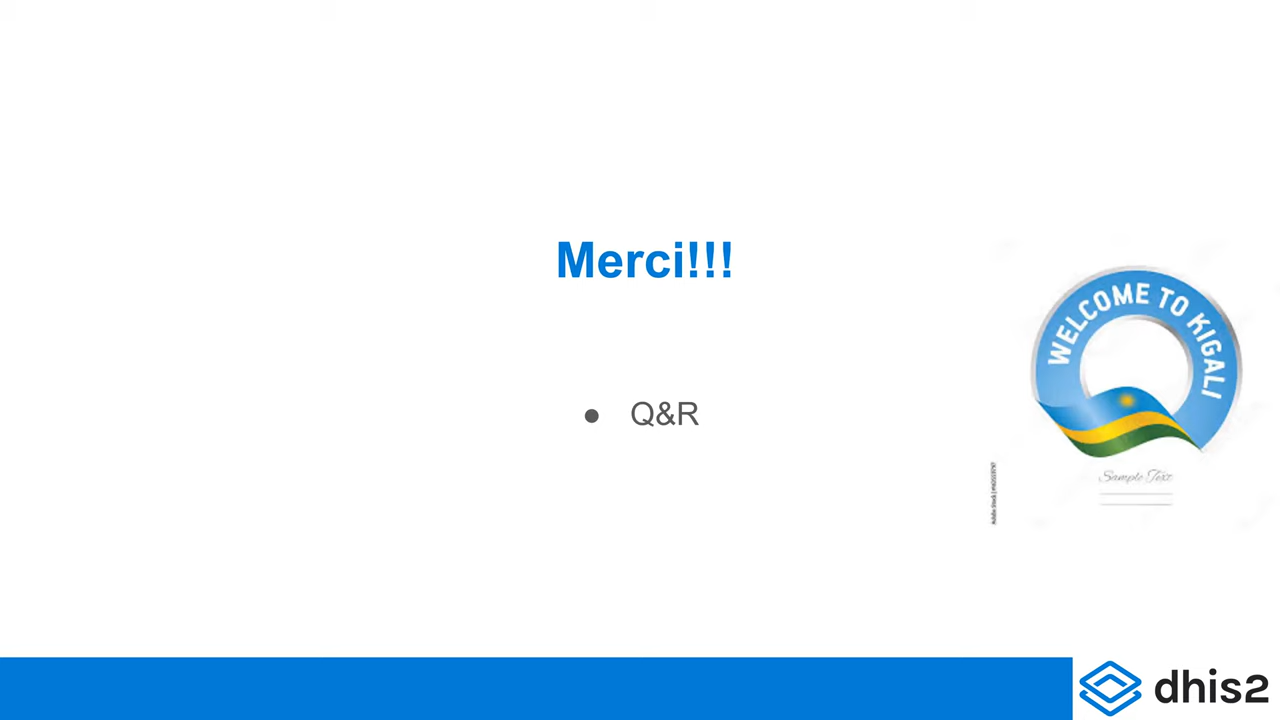 Merci!!!
● Q&R
WELCOME TO KIGALI
Sample Text
dhis2